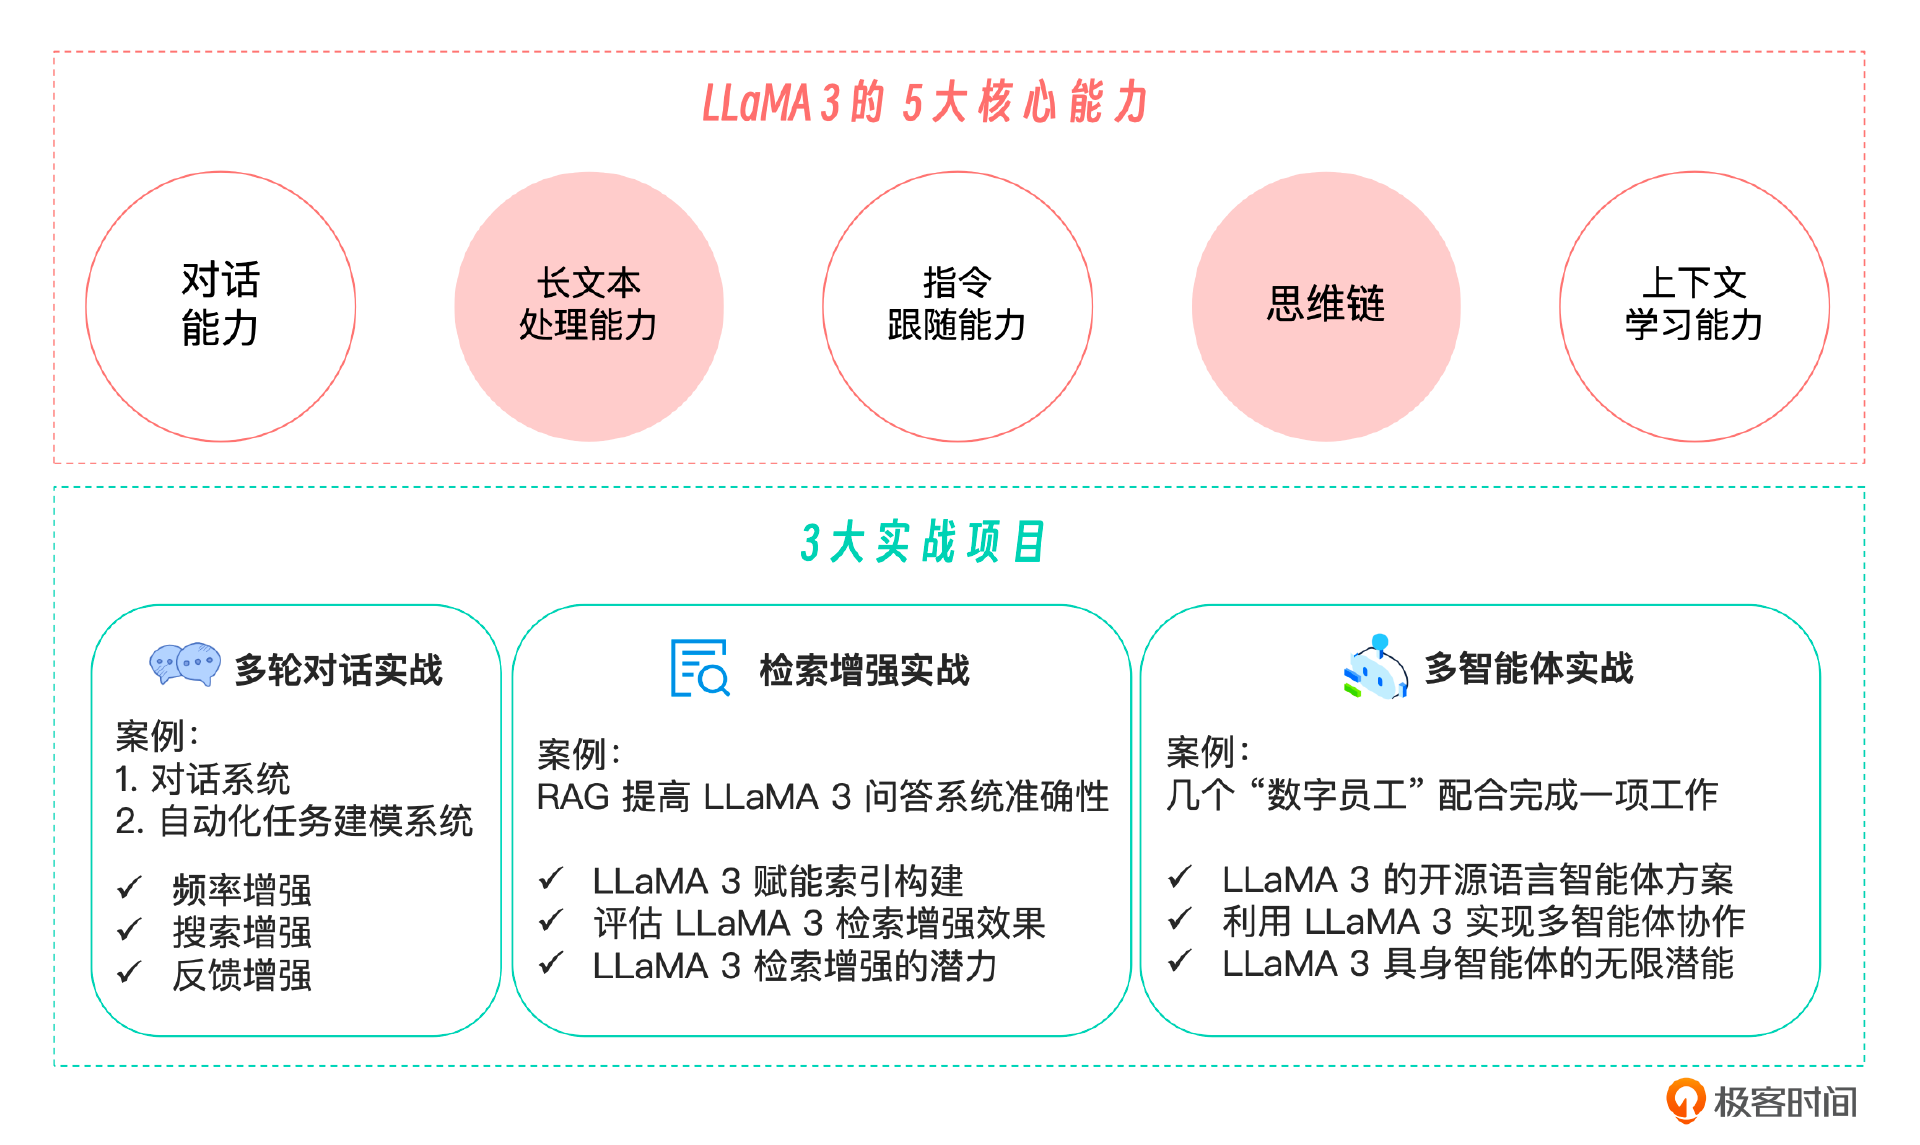 LLaMA 3 的 5 大核心能力
对话
能力
长文本
处理能力
指令
跟随能力
思维链
上下文
学习能力
3 大实战项目
多轮对话实战
案例：
1. 对话系统
2. 自动化任务建模系统
✓ 频率增强
✓ 搜索增强
✓ 反馈增强
检索增强实战
案例：
RAG 提高 LLaMA 3 问答系统准确性
✓ LLaMA 3 赋能索引构建
✓ 评估 LLaMA 3 检索增强效果
✓ LLaMA 3 检索增强的潜力
多智能体实战
案例：
几个 “数字员工” 配合完成一项工作
✓ LLaMA 3 的开源语言智能体方案
✓ 利用 LLaMA 3 实现多智能体协作
✓ LLaMA 3 具身智能体的无限潜能
极客时间